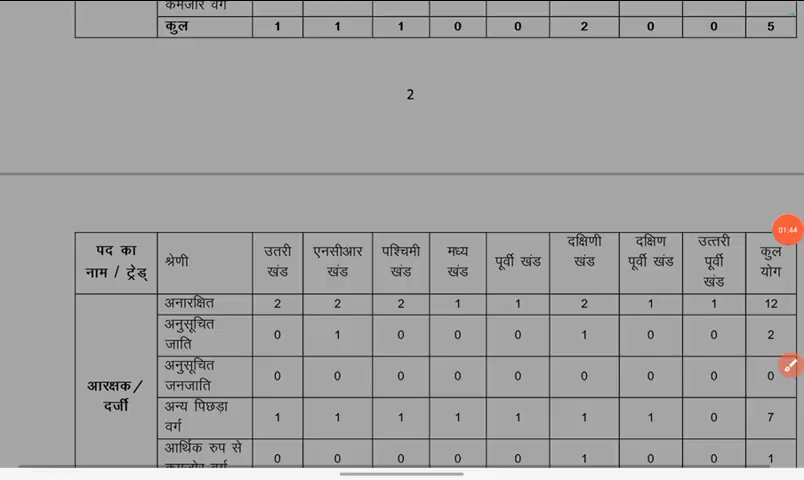 कमजोर वर्ग
कुल 1 1 1 0 0 2 0 0 5
2
01:44
पद का नाम / ट्रेड् श्रेणी उतरी खंड एनसीआर खंड पश्चिमी खंड मध्य खंड पूर्वी खंड दक्षिणी खंड दक्षिण पूर्वी खंड उत्तरी पूर्वी खंड कुल योग
आरक्षक / दर्जी
अनारक्षित 2 2 2 1 1 2 1 1 12
अनुसूचित जाति 0 1 0 0 0 1 0 0 2
अनुसूचित जनजाति 0 0 0 0 0 0 0 0 0
अन्य पिछड़ा वर्ग 1 1 1 1 1 1 1 0 7
आर्थिक रुप से कमजोर वर्ग 0 0 0 0 0 1 0 0 1